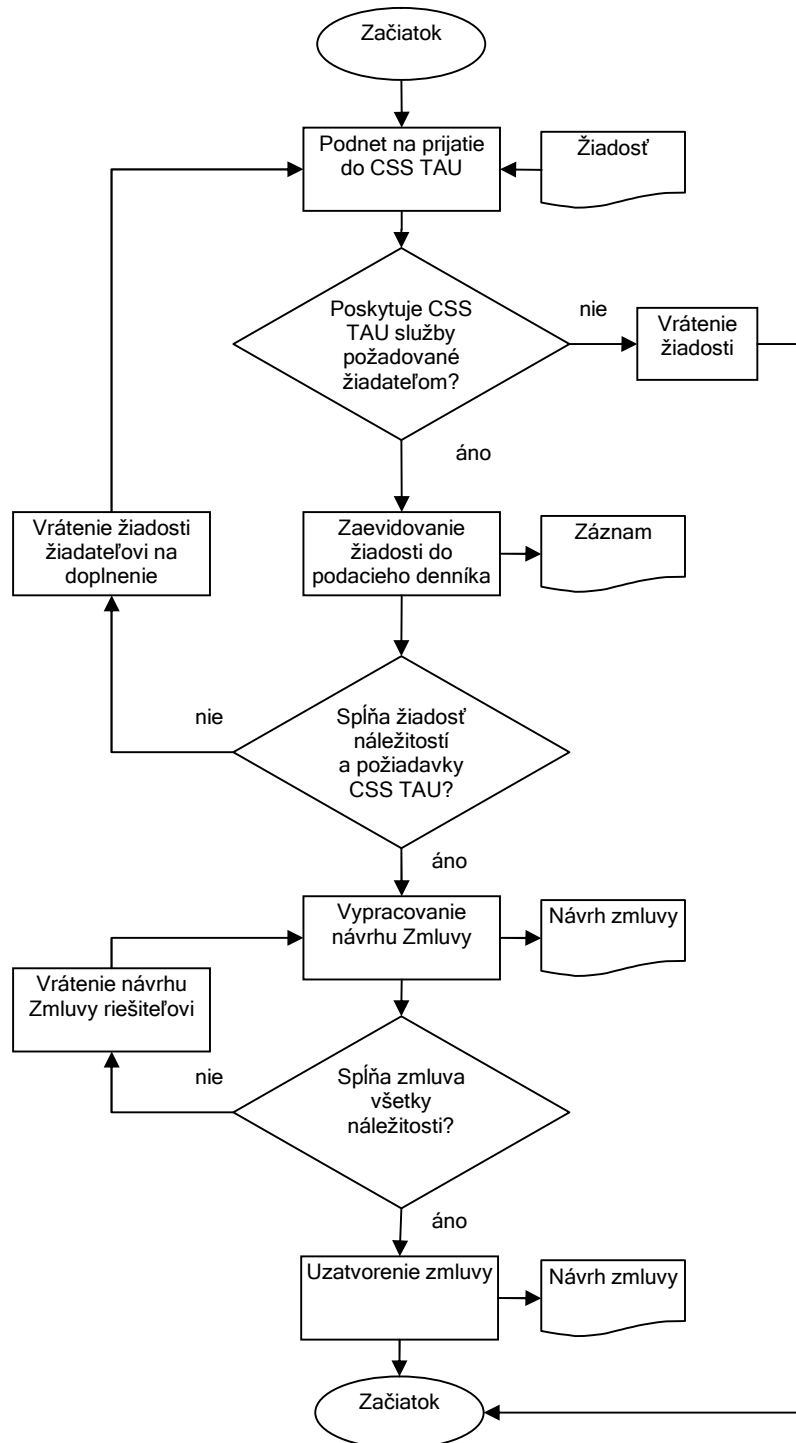 Začiatok
Podnet na prijatie
do CSS TAU
Žiadosť
Poskytuje CSS
TAU služby
požadované
žiadateľom?
nie
Vrátenie
žiadosti
áno
Vrátenie žiadosti
žiadateľovi na
doplnenie
Zaevidovanie
žiadosti do
podacieho denníka
Záznam
nie
Spĺňa žiadosť
náležitostí
a požiadavky
CSS TAU?
áno
Vypracovanie
návrhu Zmluvy
Návrh zmluvy
Vrátenie návrhu
Zmluvy riešiteľovi
nie
Spĺňa zmluva
všetky
náležitosti?
áno
Uzatvorenie zmluvy
Návrh zmluvy
Začiatok